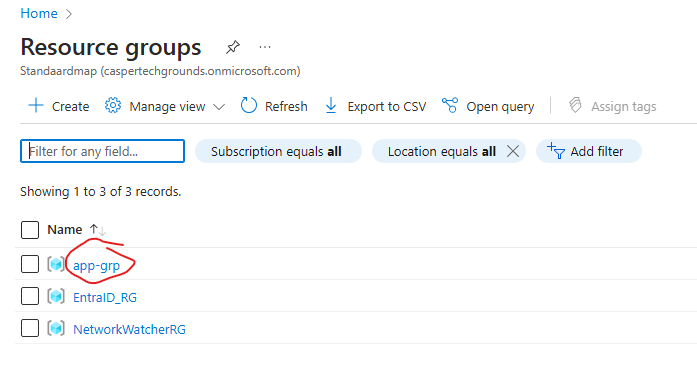 Home
Resource groups
Standaardmap (caspertechgrounds.onmicrosoft.com)
Create Manage view Refresh Export to CSV Open query Assign tags
Filter for any field... Subscription equals all Location equals all Add filter
Showing 1 to 3 of 3 records.
Name
app-grp
EntraID_RG
NetworkWatcherRG